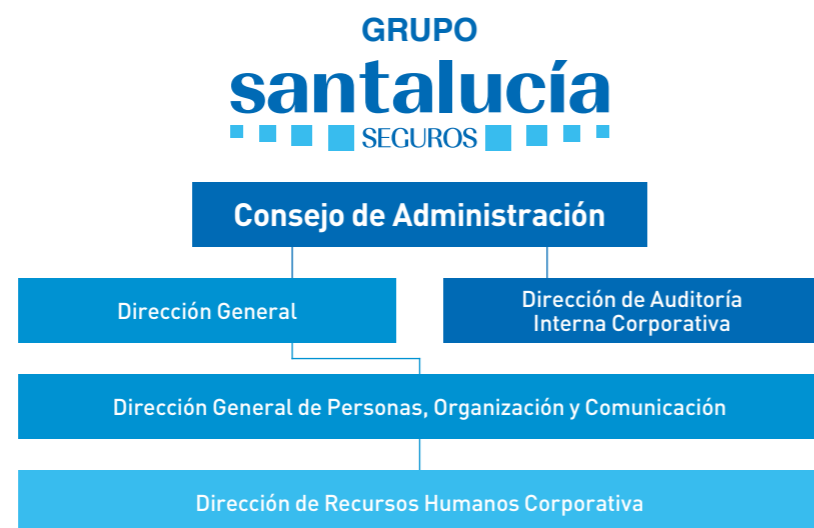 GRUPO
santalucía
SEGUROS
Consejo de Administración
Dirección General
Dirección de Auditoría
Interna Corporativa
Dirección General de Personas, Organización y Comunicación
Dirección de Recursos Humanos Corporativa